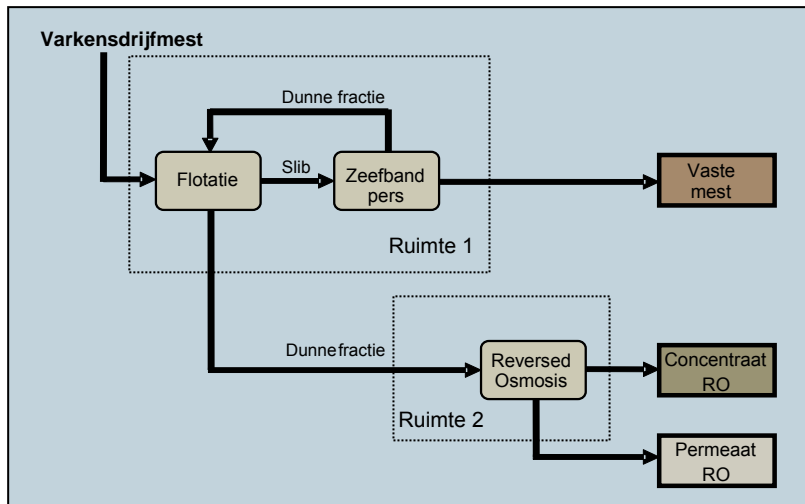 Varkensdrijfmest
Dunne fractie
Flotatie
Slib
Zeefband
pers
Vaste
mest
Ruimte 1
Dunnefractie
Reversed
Osmosis
Concentraat
RO
Ruimte 2
Permeaat
RO